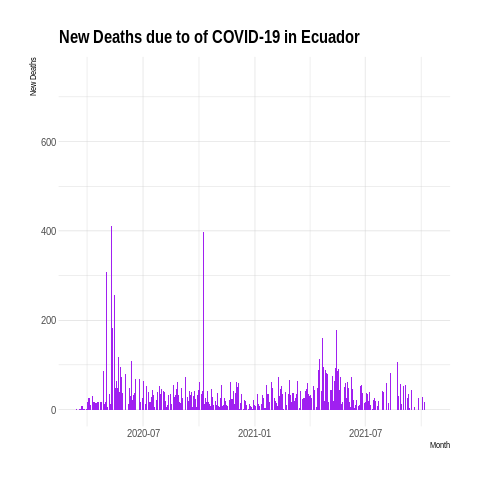 New Deaths due to of COVID-19 in Ecuador
New Deaths
600
400
200
0
2020-07
2021-01
2021-07
Month